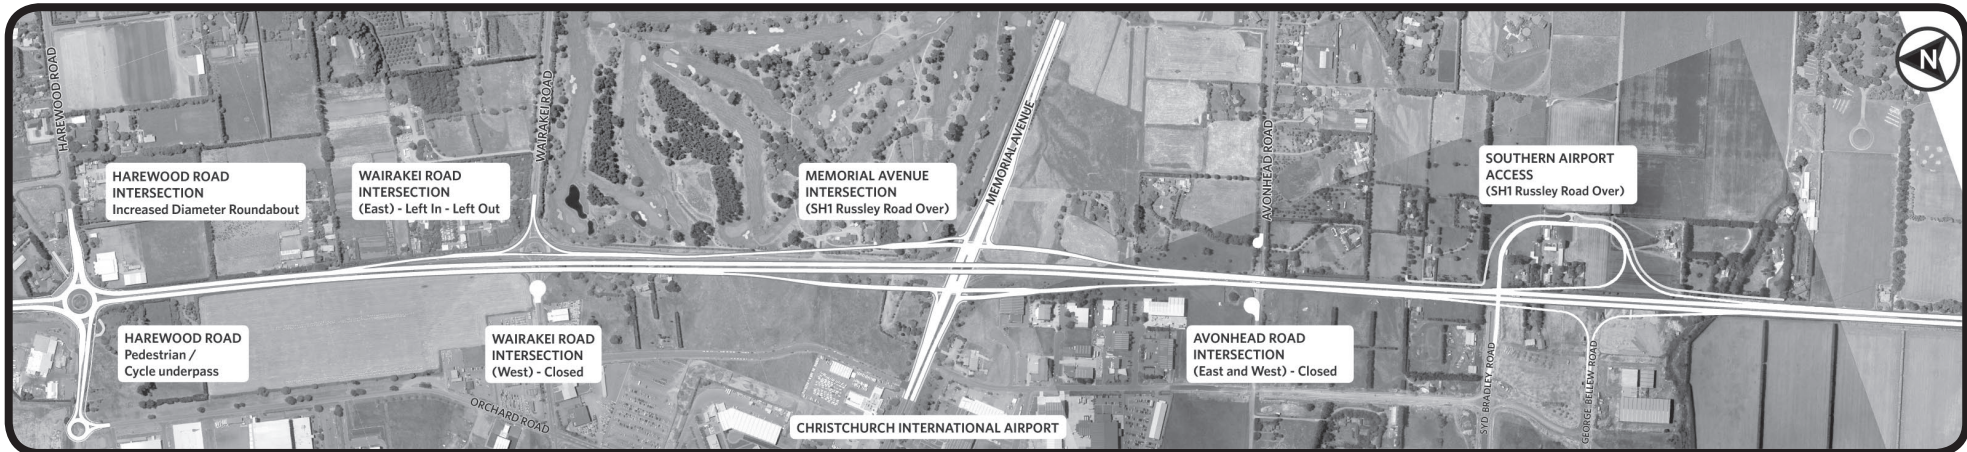 HAREWOOD ROAD
WAIRAKEI ROAD
MEMORIAL AVENUE
AVONHEAD ROAD
N
HAREWOOD ROAD
INTERSECTION
Increased Diameter Roundabout
WAIRAKEI ROAD
INTERSECTION
(East) - Left In - Left Out
MEMORIAL AVENUE
INTERSECTION
(SH1 Russley Road Over)
SOUTHERN AIRPORT
ACCESS
(SH1 Russley Road Over)
HAREWOOD ROAD
Pedestrian /
Cycle underpass
WAIRAKEI ROAD
INTERSECTION
(West) - Closed
AVONHEAD ROAD
INTERSECTION
(East and West) - Closed
ORCHARD ROAD
CHRISTCHURCH INTERNATIONAL AIRPORT
SYD BRADLEY ROAD
GEORGE BELLEW ROAD